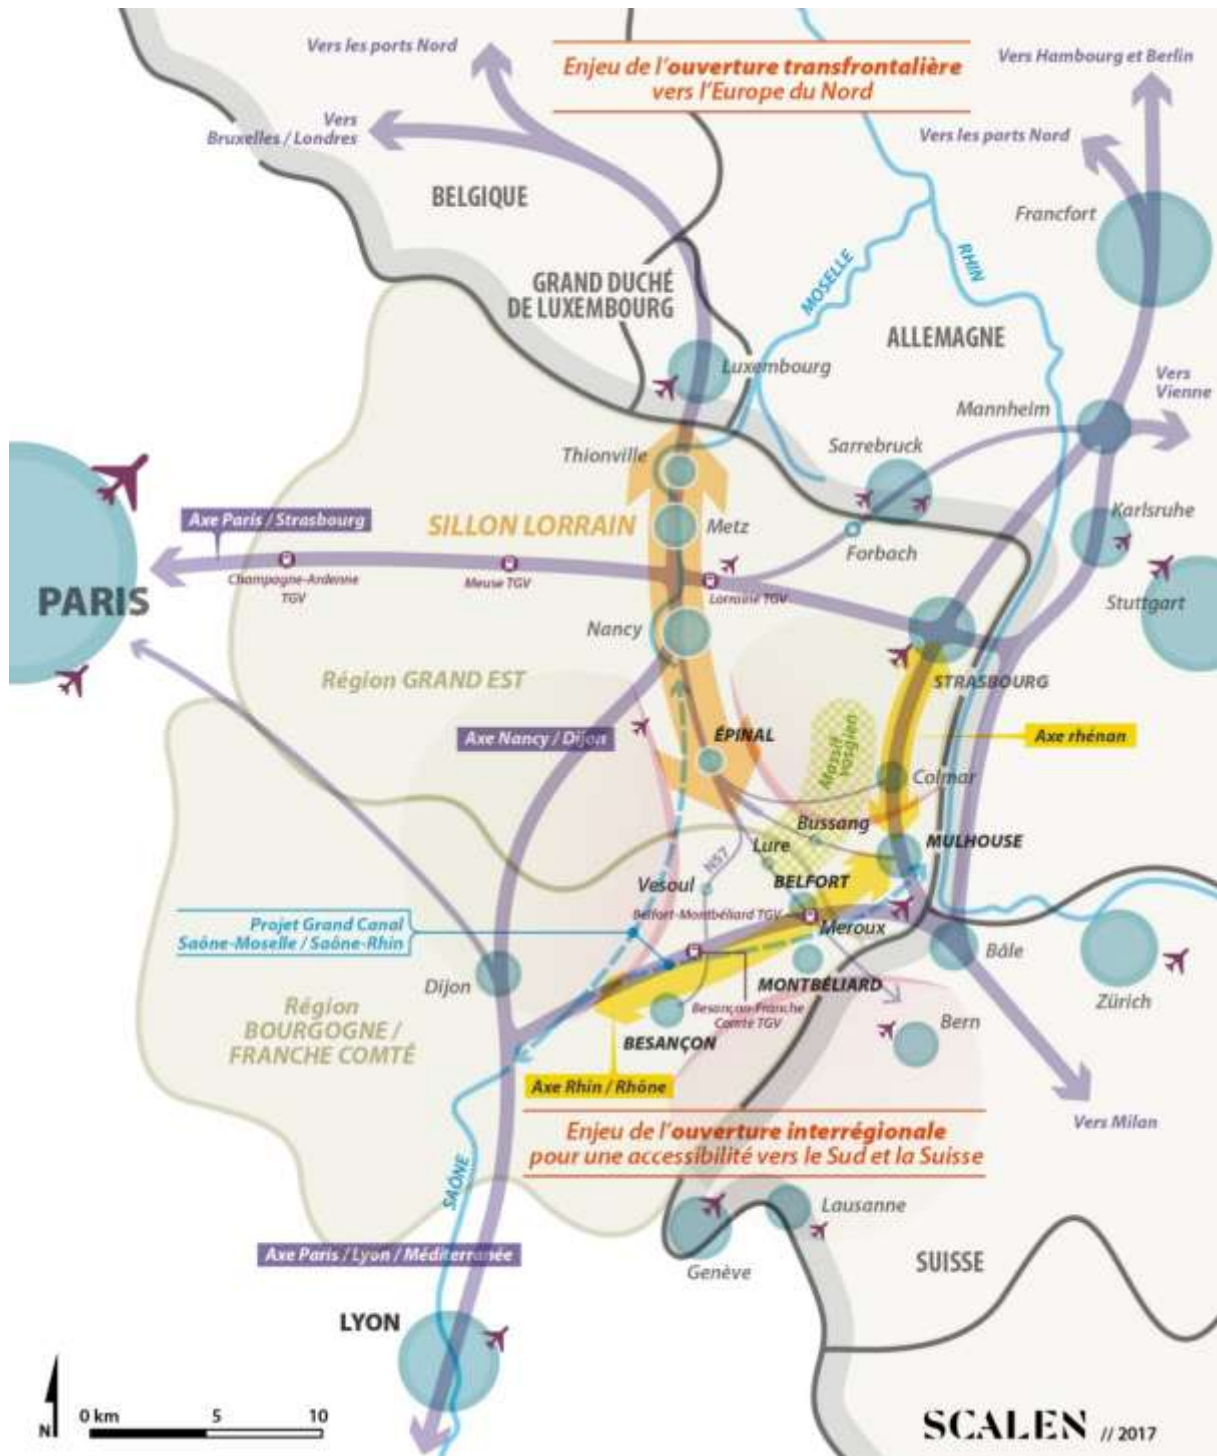 Vers les ports Nord
Enjeu de l'ouverture transfrontalière
vers l'Europe du Nord
Vers Hambourg et Berlin
Vers
Bruxelles / Londres
Vers les ports Nord
BELGIQUE
Francfort
MOSELLE
RHIN
GRAND DUCHÉ
DE LUXEMBOURG
ALLEMAGNE
Luxembourg
Vers
Vienne
Mannheim
Thionville
Sarrebruck
Axe Paris / Strasbourg
SILLON LORRAIN
Metz
Karlsruhe
Forbach
Champagne-Ardenne
TGV
Meuse TGV
Lorraine TGV
PARIS
Stuttgart
Nancy
Région GRAND EST
STRASBOURG
Axe Nancy / Dijon
ÉPINAL
Massif
vosgien
Axe rhénan
Colmar
Bussang
Lure
MULHOUSE
N57
Vesoul
BELFORT
Projet Grand Canal
Saône-Moselle / Saône-Rhin
Belfort-Montbéliard TGV
Meroux
Bâle
Dijon
MONTBÉLIARD
Zürich
Région
BOURGOGNE /
FRANCHE COMTÉ
Besançon-Franche
Comté TGV
Bern
BESANÇON
Axe Rhin / Rhône
Enjeu de l'ouverture interrégionale
pour une accessibilité vers le Sud et la Suisse
Vers Milan
SAÔNE
Lausanne
Axe Paris / Lyon / Méditerranée
Genève
SUISSE
LYON
N
0 km 5 10
SCALEN // 2017